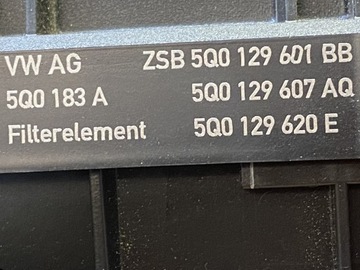 VW AG ZSB 5Q0 129 601 BB
5Q0 183 A 5Q0 129 607 AQ
Filterelement 5Q0 129 620 E